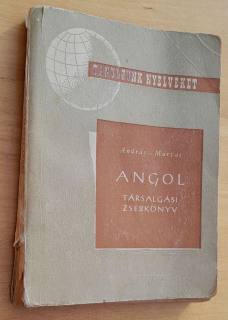 TANULJUNK NYELVEKET
András - Murvai
ANGOL
TÁRSALGÁSI
ZSEBKÖNYV